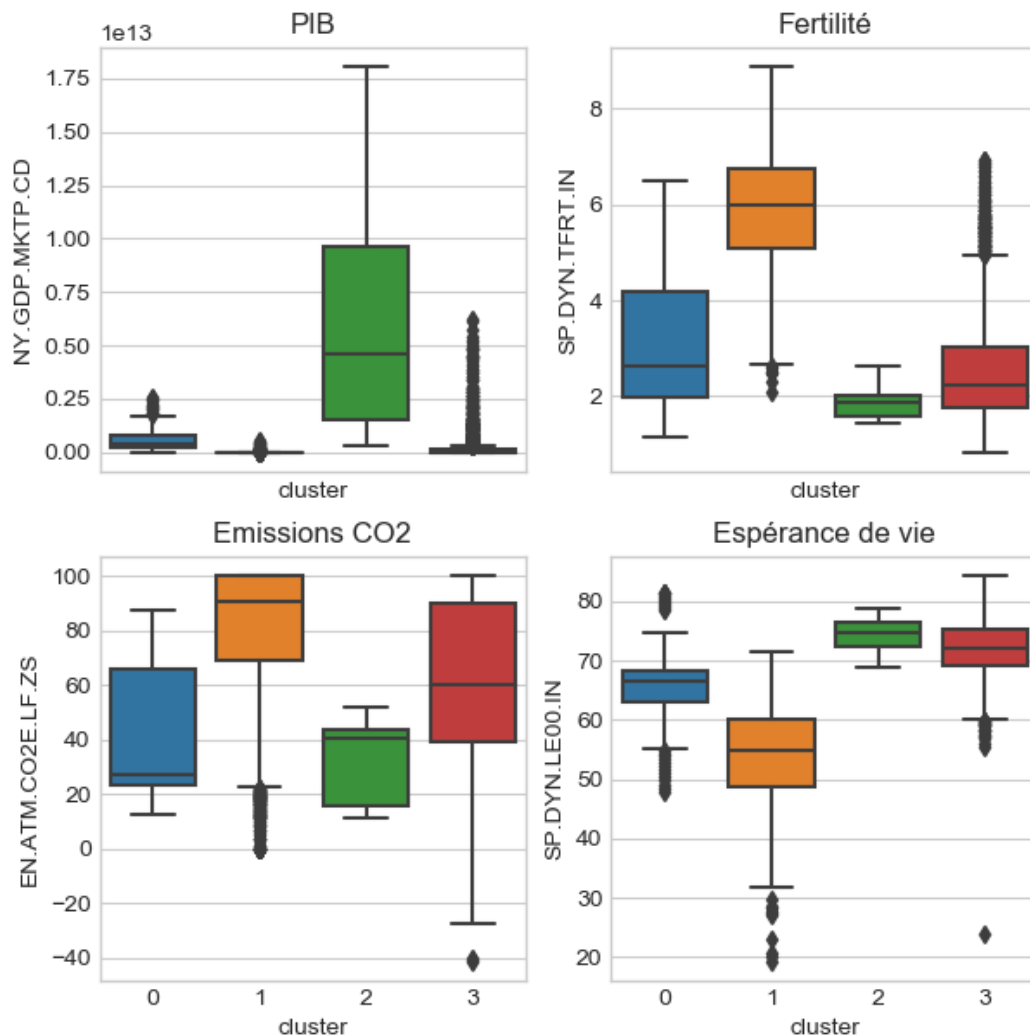 PIB
1e13
NY.GDP.MKTP.CD
1.75
1.50
1.25
1.00
0.75
0.50
0.25
0.00
cluster
Fertilité
SP.DYN.TFRT.IN
8
6
4
2
cluster
Emissions CO2
EN.ATM.CO2E.LF.ZS
100
80
60
40
20
0
−20
−40
0 1 2 3
cluster
Espérance de vie
SP.DYN.LE00.IN
80
70
60
50
40
30
20
0 1 2 3
cluster